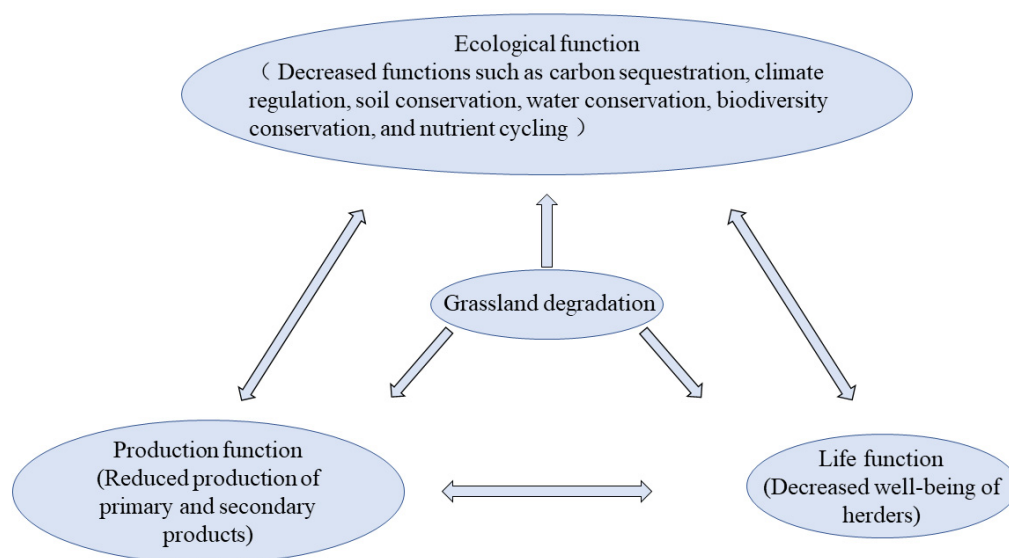 Ecological function
（ Decreased functions such as carbon sequestration, climate
regulation, soil conservation, water conservation, biodiversity
conservation, and nutrient cycling ）
Grassland degradation
Production function
(Reduced production of
primary and secondary
products)
Life function
(Decreased well-being of
herders)